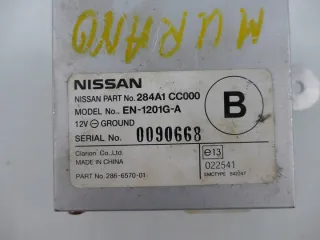 MURANO
NISSAN
NISSAN PART No. 284A1 CC000
MODEL No.. EN-1201G-A
12V ⊖ GROUND
SERIAL No. 0090668
B
Clarion Co., Ltd.
MADE IN CHINA
PART No. 286-6570-01
e13
022541